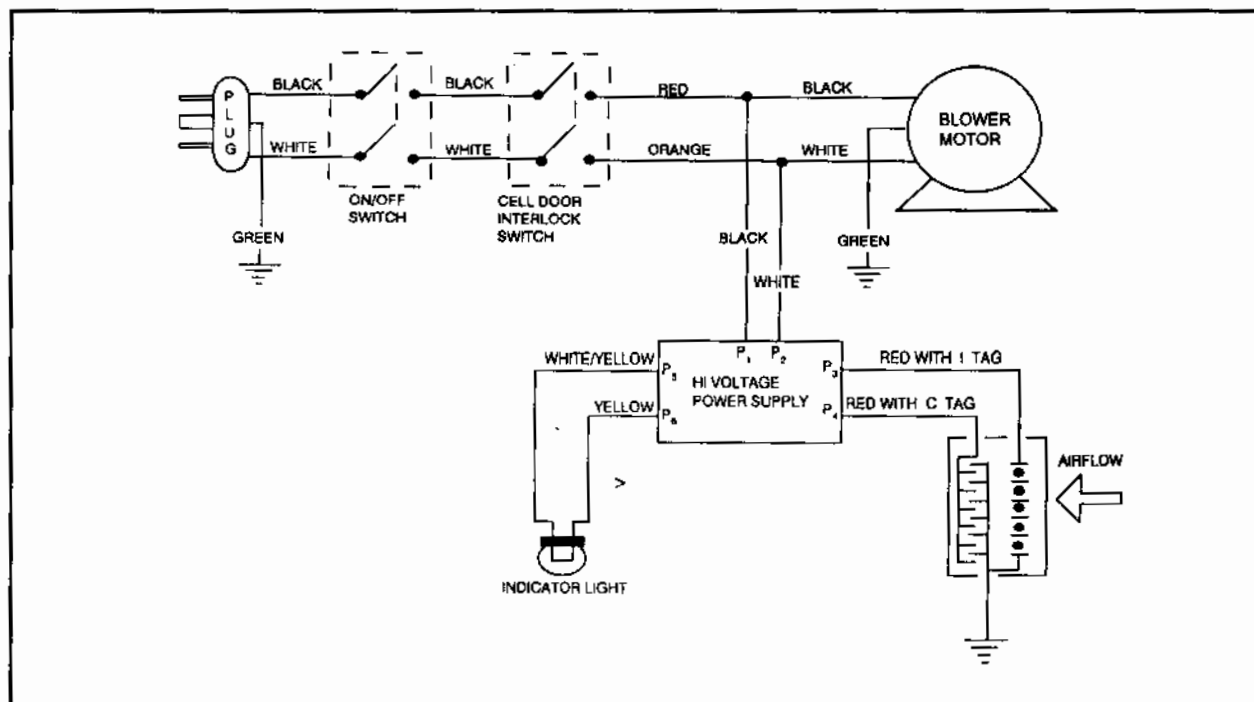 PLUG
BLACK
BLACK
RED
BLACK
BLOWER
MOTOR
WHITE
WHITE
ORANGE
WHITE
ON/OFF
SWITCH
CELL DOOR
INTERLOCK
SWITCH
GREEN
BLACK
GREEN
WHITE
WHITE/YELLOW
P5
P1 P2
HI VOLTAGE
POWER SUPPLY
P3
RED WITH I TAG
YELLOW
P6
P4
RED WITH C TAG
AIRFLOW
>
INDICATOR LIGHT